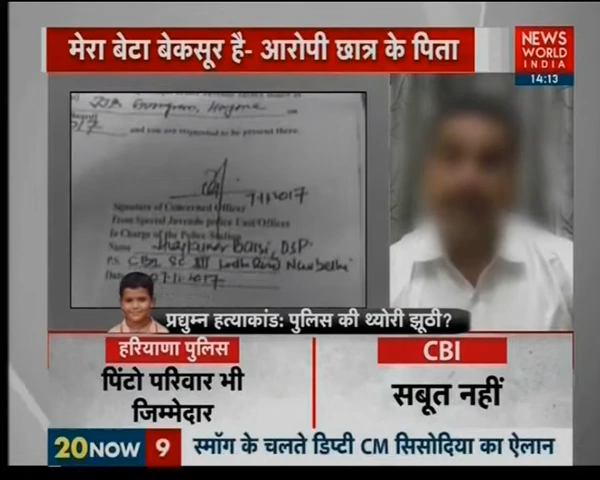 मेरा बेटा बेकसूर है- आरोपी छात्र के पिता
NEWS
WORLD
INDIA
14:13
and you are requested to be present there.
Signature of Concerned Officer
From Special Juvenile police Unit/Officer
In Charge of the Police Station
Name DSP
P.S. CBI SC III Lodhi Road New Delhi
प्रद्युम्न हत्याकांड: पुलिस की थ्योरी झूठी?
हरियाणा पुलिस
पिंटो परिवार भी
जिम्मेदार
CBI
सबूत नहीं
20NOW 9 स्मॉग के चलते डिप्टी CM सिसोदिया का ऐलान